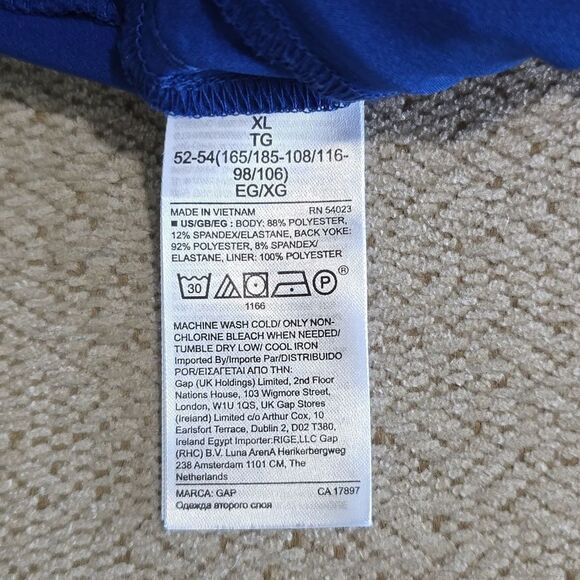 XL
TG
52-54(165/185-108/116-
98/106)
EG/XG
MADE IN VIETNAM RN 54023
■ US/GB/EG : BODY: 88% POLYESTER,
12% SPANDEX/ELASTANE, BACK YOKE:
92% POLYESTER, 8% SPANDEX/
ELASTANE, LINER: 100% POLYESTER
30 P ®
1166
MACHINE WASH COLD/ ONLY NON-
CHLORINE BLEACH WHEN NEEDED/
TUMBLE DRY LOW/ COOL IRON
Imported By/Importe Par/DISTRIBUIDO
POR/ΕΙΣΑΓΕΤΑΙ ΑΠΟ ΤΗΝ:
Gap (UK Holdings) Limited, 2nd Floor
Nations House, 103 Wigmore Street,
London, W1U 1QS, UK Gap Stores
(Ireland) Limited c/o Arthur Cox, 10
Earlsfort Terrace, Dublin 2, D02 T380,
Ireland Egypt Importer:RIGE,LLC Gap
(RHC) B.V. Luna ArenA Herikerbergweg
238 Amsterdam 1101 CM, The
Netherlands
MARCA: GAP CA 17897
Одежда второго слоя